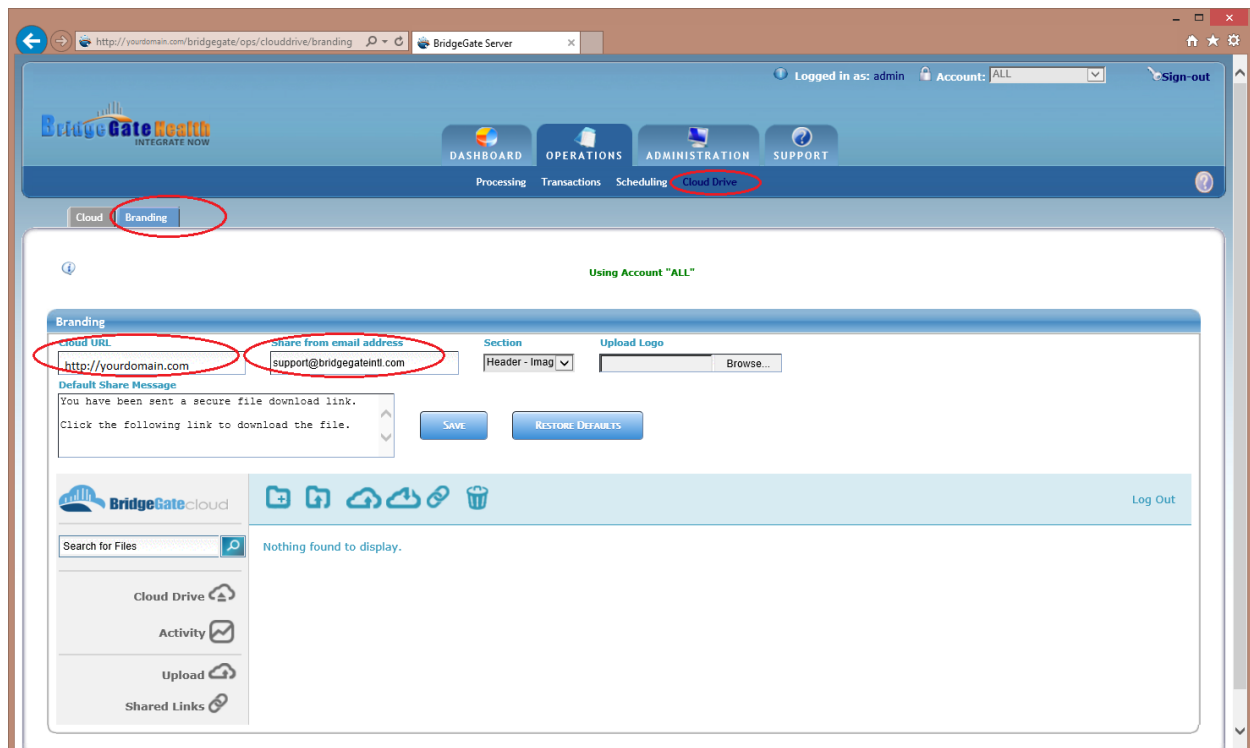 http://yourdomain.com/bridgegate/ops/clouddrive/branding
BridgeGate Server
Logged in as: admin
Account: ALL
Sign-out
BridgeGate Health
INTEGRATE NOW
DASHBOARD OPERATIONS ADMINISTRATION SUPPORT
Processing Transactions Scheduling Cloud Drive
Cloud Branding
Using Account "ALL"
Branding
Cloud URL Share from email address Section Upload Logo
http://yourdomain.com support@bridgegateintl.com Header - Imag Browse...
Default Share Message
You have been sent a secure file download link.
Click the following link to download the file.
SAVE RESTORE DEFAULTS
BridgeGatecloud
Log Out
Search for Files
Nothing found to display.
Cloud Drive
Activity
Upload
Shared Links